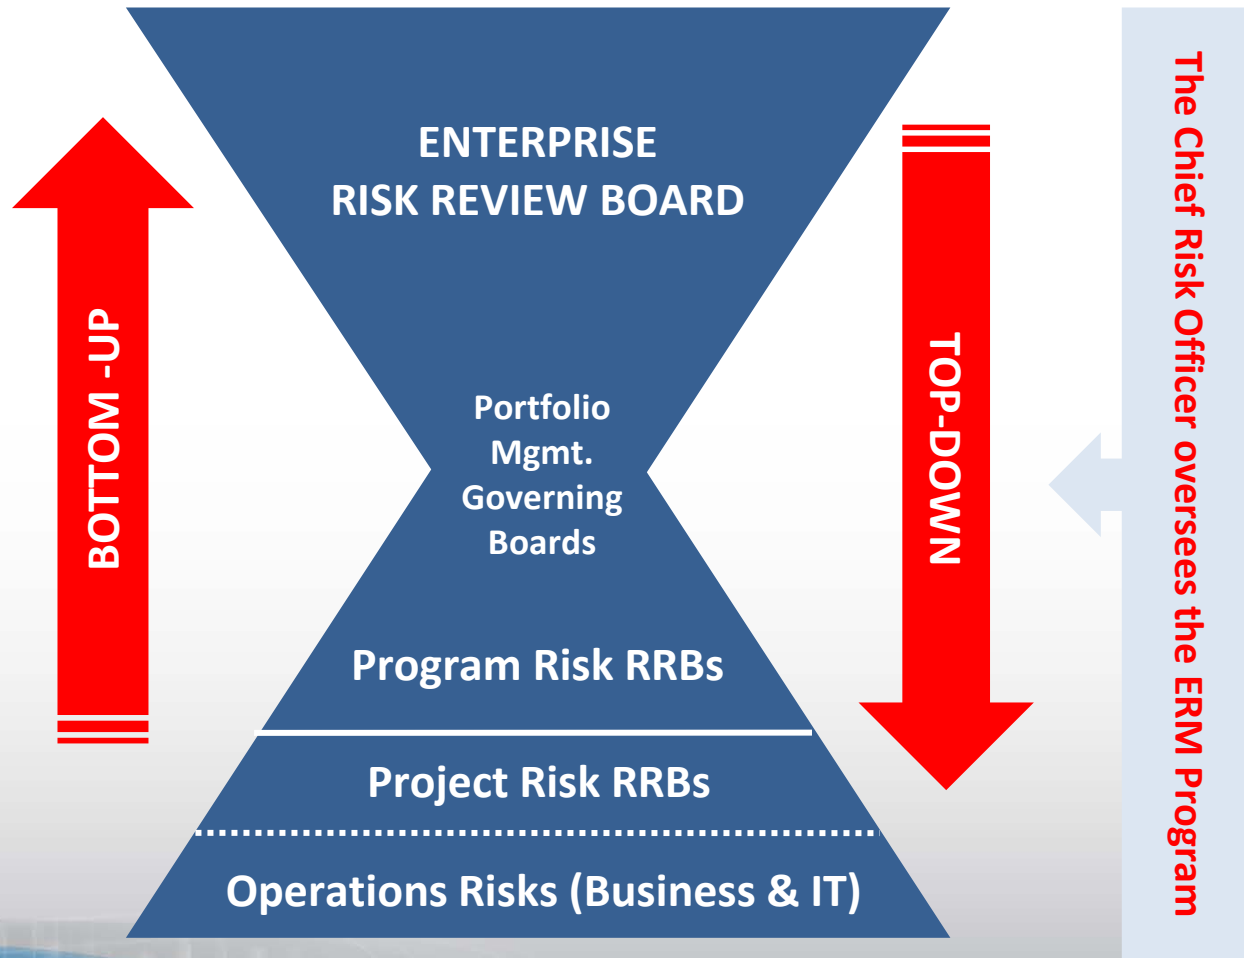 ENTERPRISE
RISK REVIEW BOARD
BOTTOM -UP
TOP-DOWN
Portfolio
Mgmt.
Governing
Boards
Program Risk RRBs
Project Risk RRBs
Operations Risks (Business & IT)
The Chief Risk Officer oversees the ERM Program